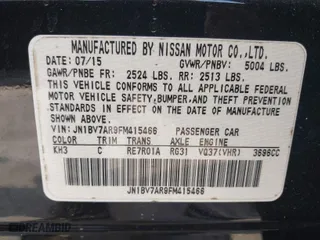 MANUFACTURED BY NISSAN MOTOR CO.,LTD.
DATE: 07/15 GVWR/PNBV: 5004 LBS.
GAWR/PNBE FR: 2524 LBS. RR: 2513 LBS.
THIS VEHICLE CONFORMS TO ALL APPLICABLE
FEDERAL MOTOR VEHICLE SAFETY,BUMPER,AND THEFT
PREVENTION STANDARDS IN EFFECT ON THE
DATE OF MANUFACTURE SHOWN ABOVE.
VIN: JN1BV7AR9FM415466 PASSENGER CAR
COLOR TRIM TRANS AXLE ENGINE
KH3 C RE7R01A RG31 VQ37(VHR) 3696CC
JN1BV7AR9FM415466